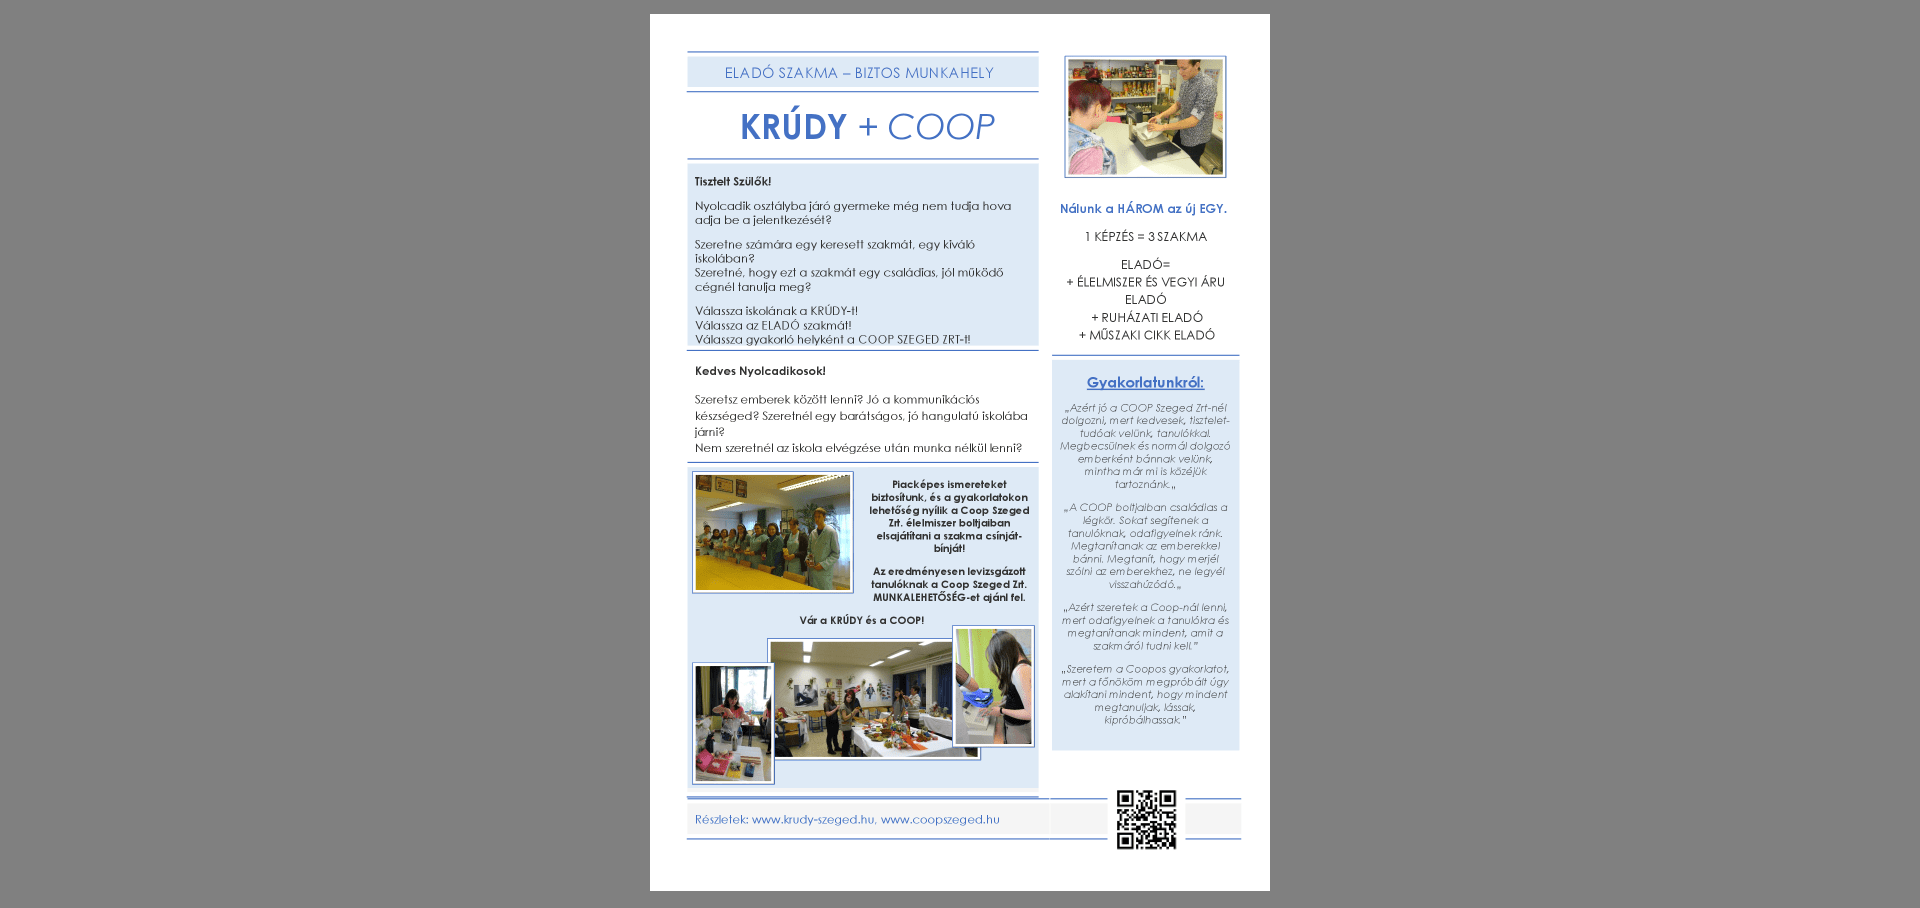 ELADÓ SZAKMA – BIZTOS MUNKAHELY
KRÚDY + COOP
Tisztelt Szülők!
Nyolcadik osztályba járó gyermeke még nem tudja hova
adja be a jelentkezését?
Szeretne számára egy keresett szakmát, egy kiváló
iskolában?
Szeretné, hogy ezt a szakmát egy családias, jól működő
cégnél tanulja meg?
Válassza iskolának a KRÚDY-t!
Válassza az ELADÓ szakmát!
Válassza gyakorló helyként a COOP SZEGED ZRT-t!
Kedves Nyolcadikosok!
Szeretsz emberek között lenni? Jó a kommunikációs
készséged? Szeretnél egy barátságos, jó hangulatú iskolába
járni?
Nem szeretnél az iskola elvégzése után munka nélkül lenni?
Piacképes ismereteket
biztosítunk, és a gyakorlatokon
lehetőség nyílik a Coop Szeged
Zrt. élelmiszer boltjaiban
elsajátítani a szakma csínját-
bínját!
Az eredményesen levizsgázott
tanulóknak a Coop Szeged Zrt.
MUNKALEHETŐSÉG-et ajánl fel.
Vár a KRÚDY és a COOP!
Nálunk a HÁROM az új EGY.
1 KÉPZÉS = 3 SZAKMA
ELADÓ=
+ ÉLELMISZER ÉS VEGYI ÁRU
ELADÓ
+ RUHÁZATI ELADÓ
+ MŰSZAKI CIKK ELADÓ
Gyakorlatunkról:
„Azért jó a COOP Szeged Zrt-nél
dolgozni, mert kedvesek, tisztelet-
tudóak velünk, tanulókkal.
Megbecsülnek és normál dolgozó
emberként bánnak velünk,
mintha már mi is közéjük
tartoznánk.„
„A COOP boltjaiban családias a
légkör. Sokat segítenek a
tanulóknak, odafigyelnek ránk.
Megtanítanak az emberekkel
bánni. Megtanít, hogy merjél
szólni az emberekhez, ne legyél
visszahúzódó.„
„Azért szeretek a Coop-nál lenni,
mert odafigyelnek a tanulókra és
megtanítanak mindent, amit a
szakmáról tudni kell.”
„Szeretem a Coopos gyakorlatot,
mert a főnököm megpróbált úgy
alakítani mindent, hogy mindent
megtanuljak, lássak,
kipróbálhassak.”
Részletek: www.krudy-szeged.hu, www.coopszeged.hu